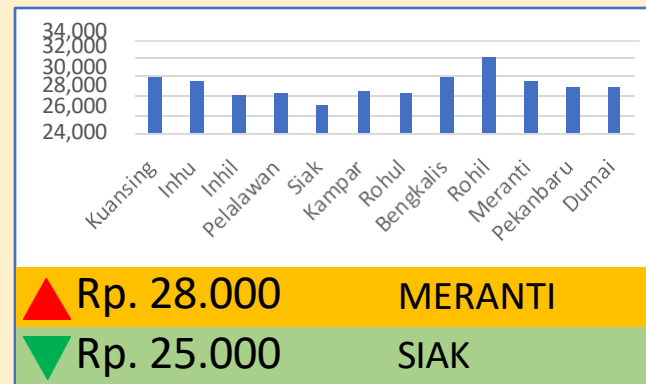 34,000
32,000
30,000
28,000
26,000
24,000
Kuansing
Inhu
Inhil
Pelalawan
Siak
Kampar
Rohul
Bengkalis
Rohil
Meranti
Pekanbaru
Dumai
Rp. 28.000 MERANTI
Rp. 25.000 SIAK